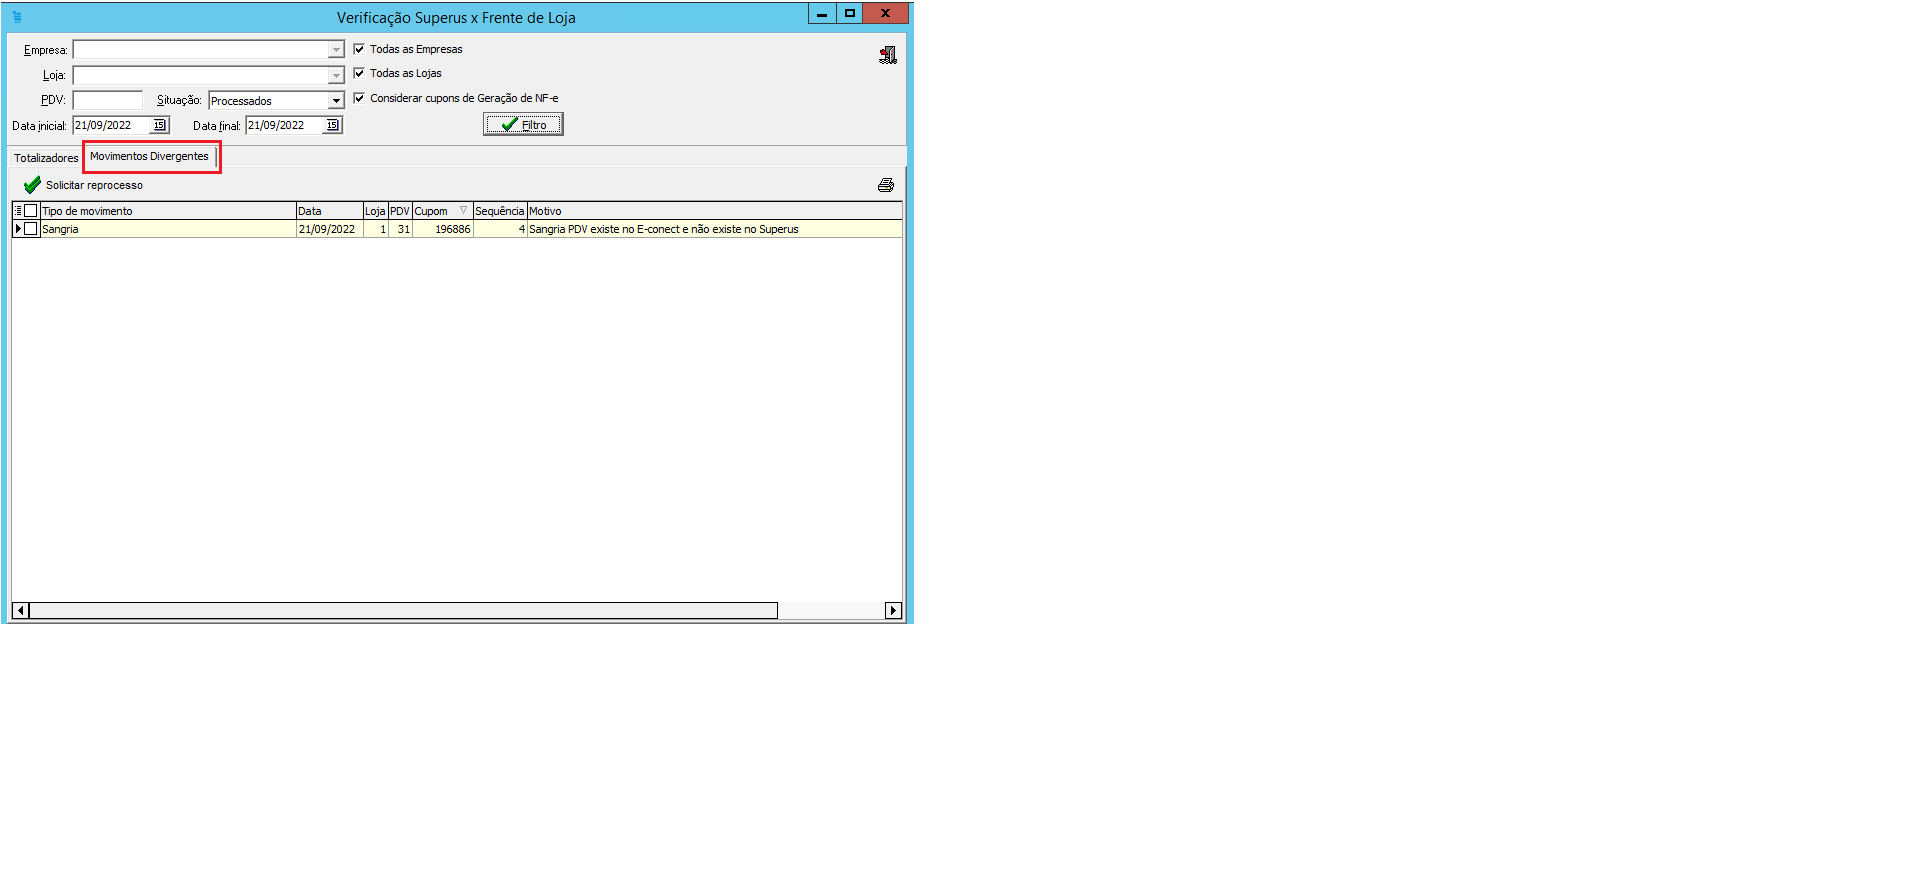 Verificação Superus x Frente de Loja
Empresa: Todas as Empresas
Loja: Todas as Lojas
PDV: Situação: Processados Considerar cupons de Geração de NF-e
Data inicial: 21/09/2022 15 Data final: 21/09/2022 15 Filtro
Totalizadores Movimentos Divergentes
Solicitar reprocesso
Tipo de movimento Data Loja PDV Cupom Sequência Motivo
Sangria 21/09/2022 1 31 196886 4 Sangria PDV existe no E-conect e não existe no Superus